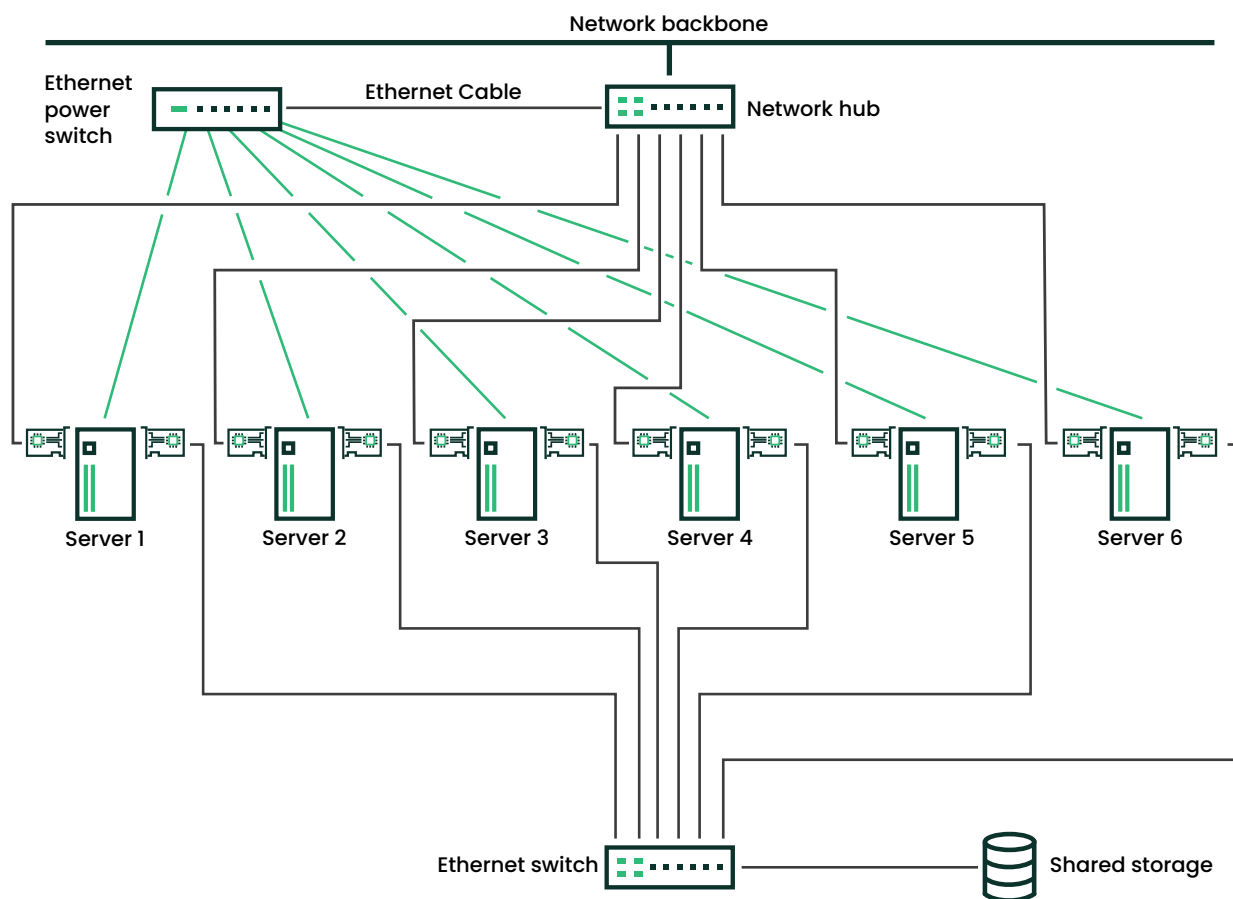 Network backbone
Ethernet
power
switch
Ethernet Cable
Network hub
Server 1
Server 2
Server 3
Server 4
Server 5
Server 6
Ethernet switch
Shared storage